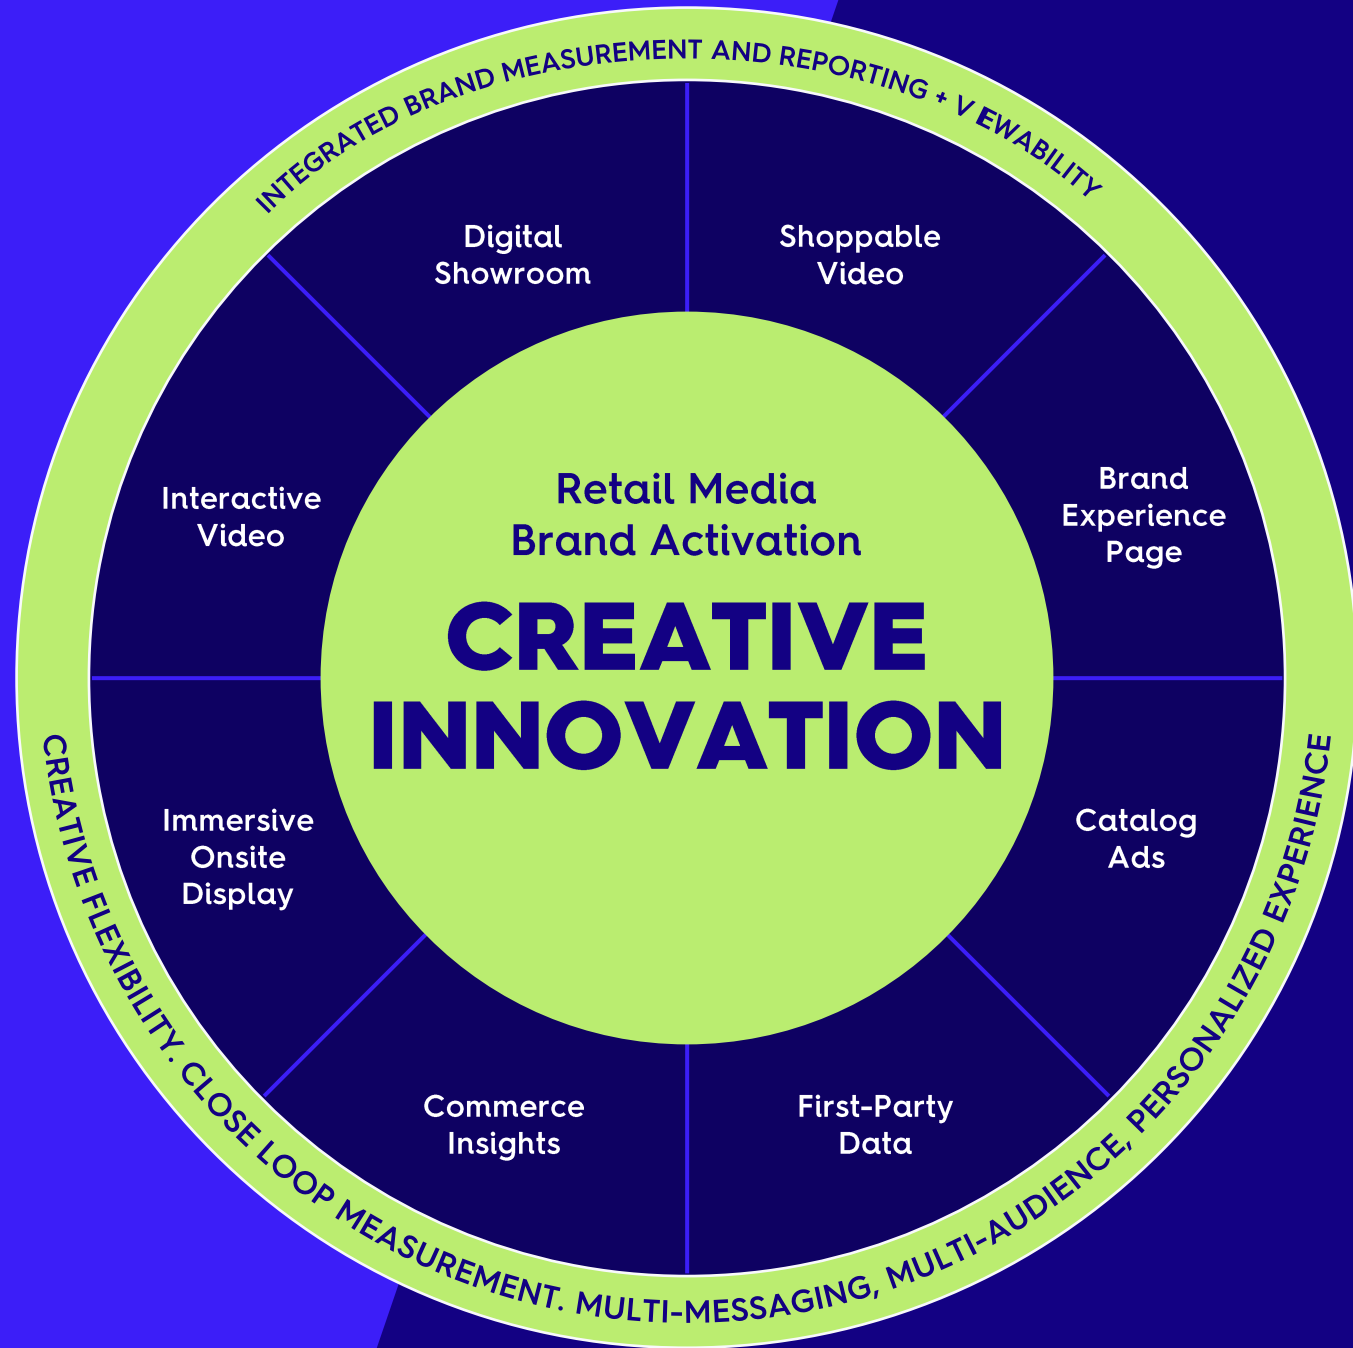 INTEGRATED BRAND MEASUREMENT AND REPORTING + V EWABILITY
Digital
Showroom
Shoppable
Video
Interactive
Video
Brand
Experience
Page
Retail Media
Brand Activation
CREATIVE
INNOVATION
Immersive
Onsite
Display
Catalog
Ads
Commerce
Insights
First-Party
Data
CREATIVE FLEXIBILITY. CLOSE LOOP MEASUREMENT. MULTI-MESSAGING, MULTI-AUDIENCE, PERSONALIZED EXPERIENCE